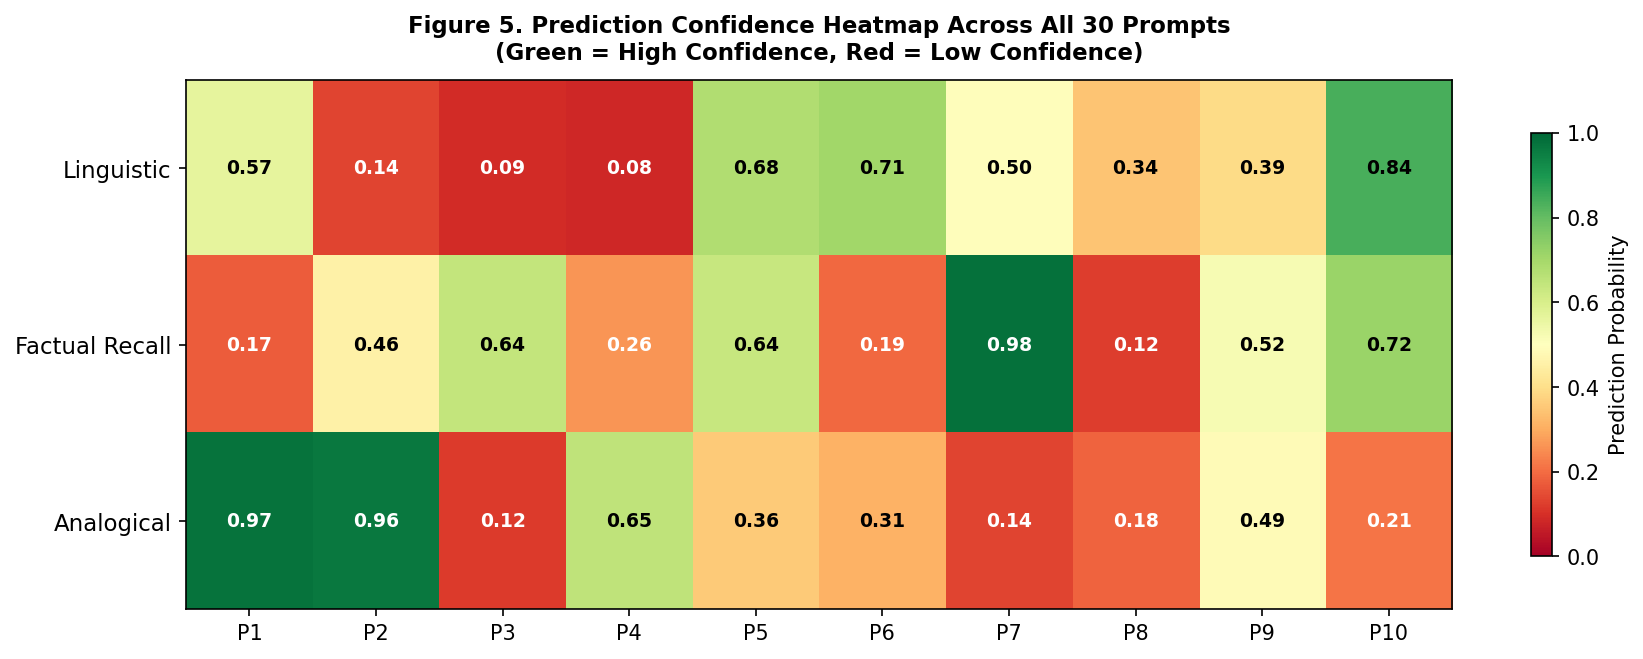 Figure 5. Prediction Confidence Heatmap Across All 30 Prompts
(Green = High Confidence, Red = Low Confidence)
Linguistic 0.57 0.14 0.09 0.08 0.68 0.71 0.50 0.34 0.39 0.84
Factual Recall 0.17 0.46 0.64 0.26 0.64 0.19 0.98 0.12 0.52 0.72
Analogical 0.97 0.96 0.12 0.65 0.36 0.31 0.14 0.18 0.49 0.21
P1 P2 P3 P4 P5 P6 P7 P8 P9 P10
1.0
0.8
0.6
0.4
0.2
0.0
Prediction Probability